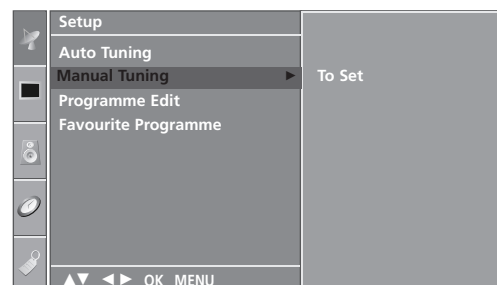 Setup
Auto Tuning
Manual Tuning ► To Set
Programme Edit
Favourite Programme
▲▼ ◄► OK MENU